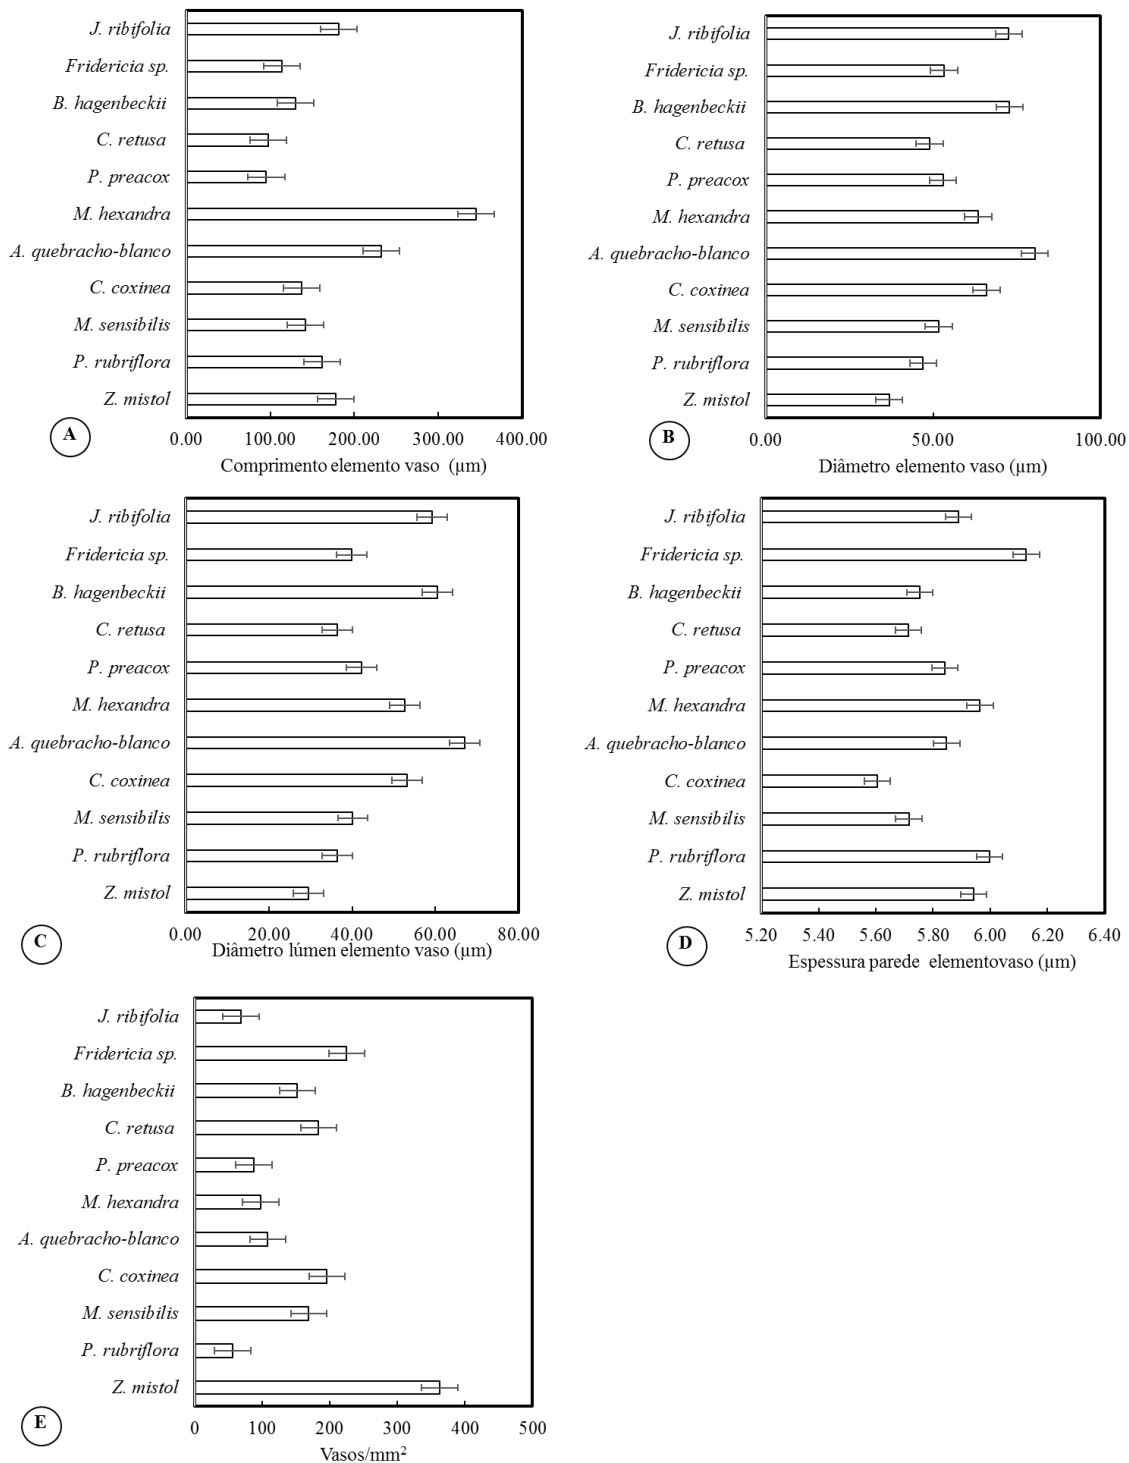 J. ribifolia
Fridericia sp.
B. hagenbeckii
C. retusa
P. preacox
M. hexandra
A. quebracho-blanco
C. coxinea
M. sensibilis
P. rubriflora
Z. mistol
0.00 100.00 200.00 300.00 400.00
Comprimento elemento vaso (µm)
A
J. ribifolia
Fridericia sp.
B. hagenbeckii
C. retusa
P. preacox
M. hexandra
A. quebracho-blanco
C. coxinea
M. sensibilis
P. rubriflora
Z. mistol
0.00 50.00 100.00
Diâmetro elemento vaso (µm)
B
J. ribifolia
Fridericia sp.
B. hagenbeckii
C. retusa
P. preacox
M. hexandra
A. quebracho-blanco
C. coxinea
M. sensibilis
P. rubriflora
Z. mistol
0.00 20.00 40.00 60.00 80.00
Diâmetro lúmen elemento vaso (µm)
C
J. ribifolia
Fridericia sp.
B. hagenbeckii
C. retusa
P. preacox
M. hexandra
A. quebracho-blanco
C. coxinea
M. sensibilis
P. rubriflora
Z. mistol
5.20 5.40 5.60 5.80 6.00 6.20 6.40
Espessura parede elementovaso (µm)
D
J. ribifolia
Fridericia sp.
B. hagenbeckii
C. retusa
P. preacox
M. hexandra
A. quebracho-blanco
C. coxinea
M. sensibilis
P. rubriflora
Z. mistol
0 100 200 300 400 500
Vasos/mm²
E